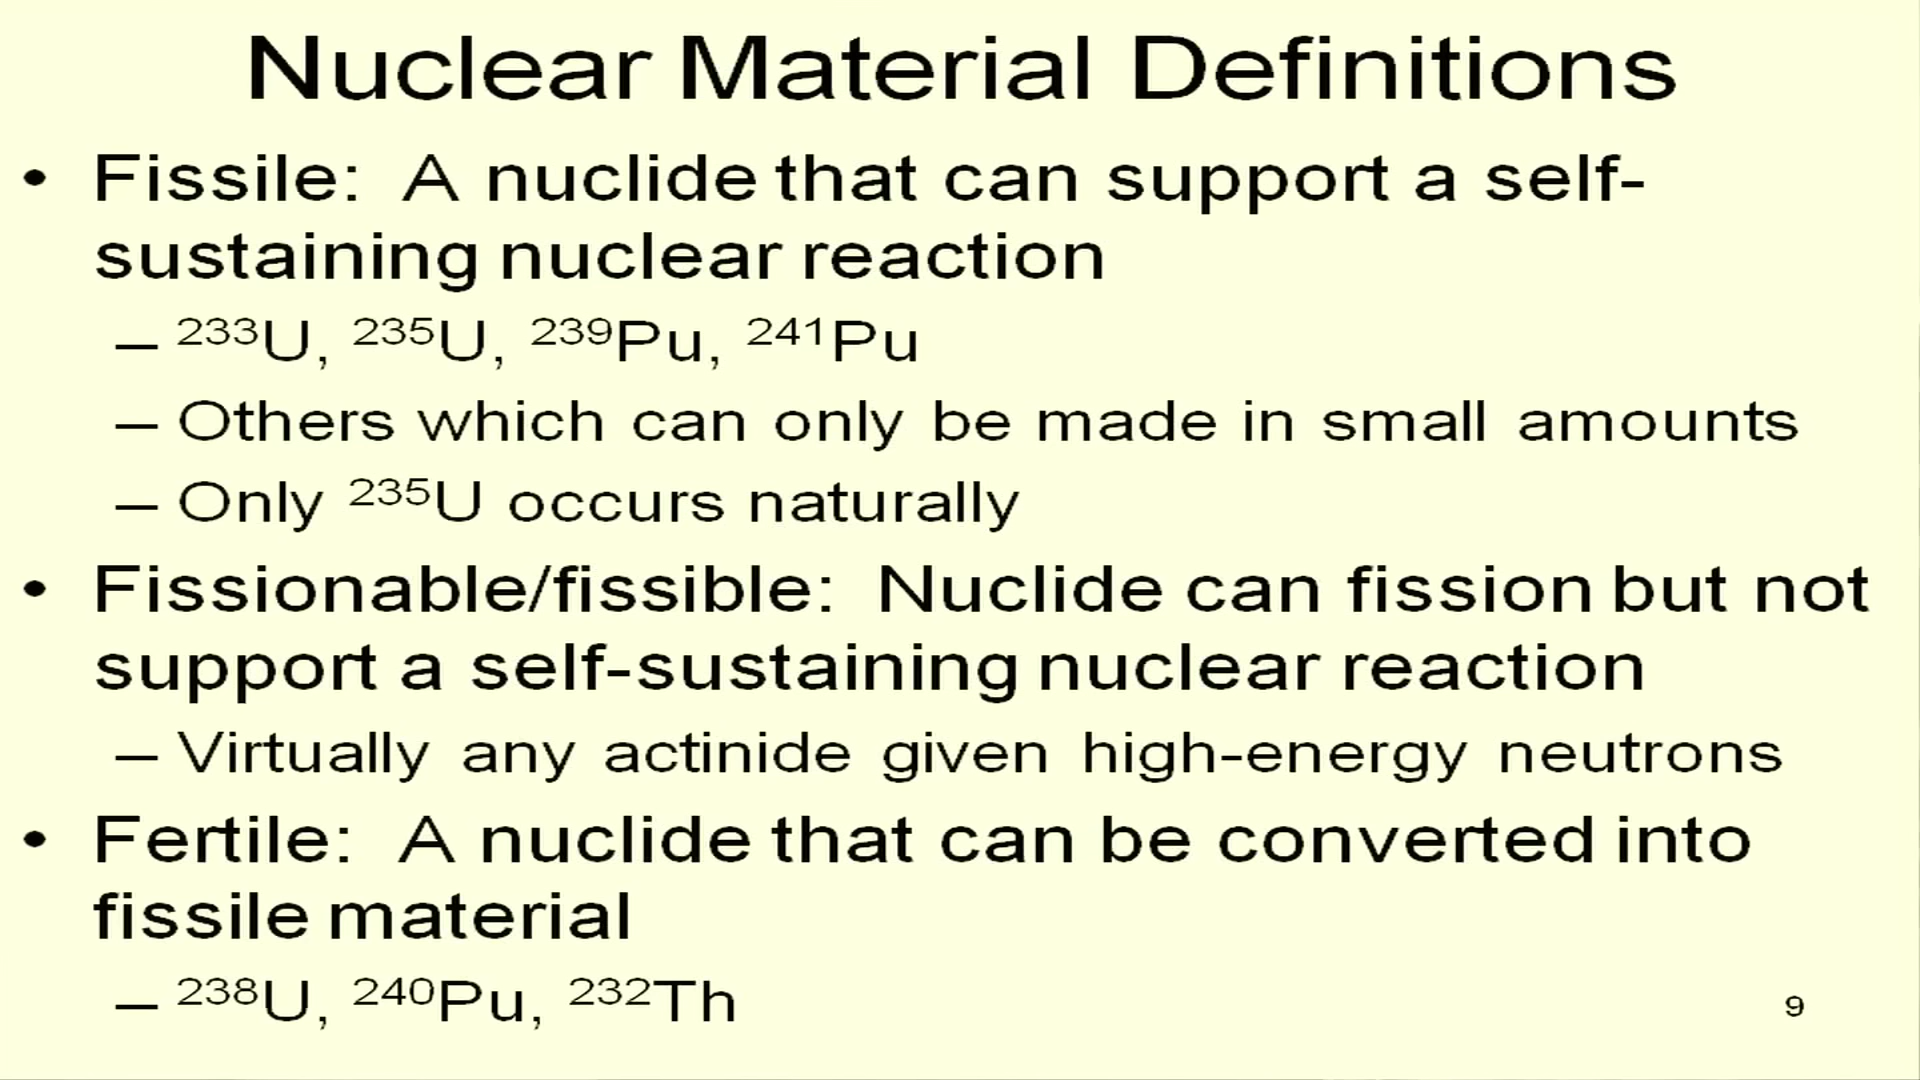 Nuclear Material Definitions
• Fissile: A nuclide that can support a self-
sustaining nuclear reaction
– ²³³U, ²³⁵U, ²³⁹Pu, ²⁴¹Pu
– Others which can only be made in small amounts
– Only ²³⁵U occurs naturally
• Fissionable/fissible: Nuclide can fission but not
support a self-sustaining nuclear reaction
– Virtually any actinide given high-energy neutrons
• Fertile: A nuclide that can be converted into
fissile material
– ²³⁸U, ²⁴⁰Pu, ²³²Th
9